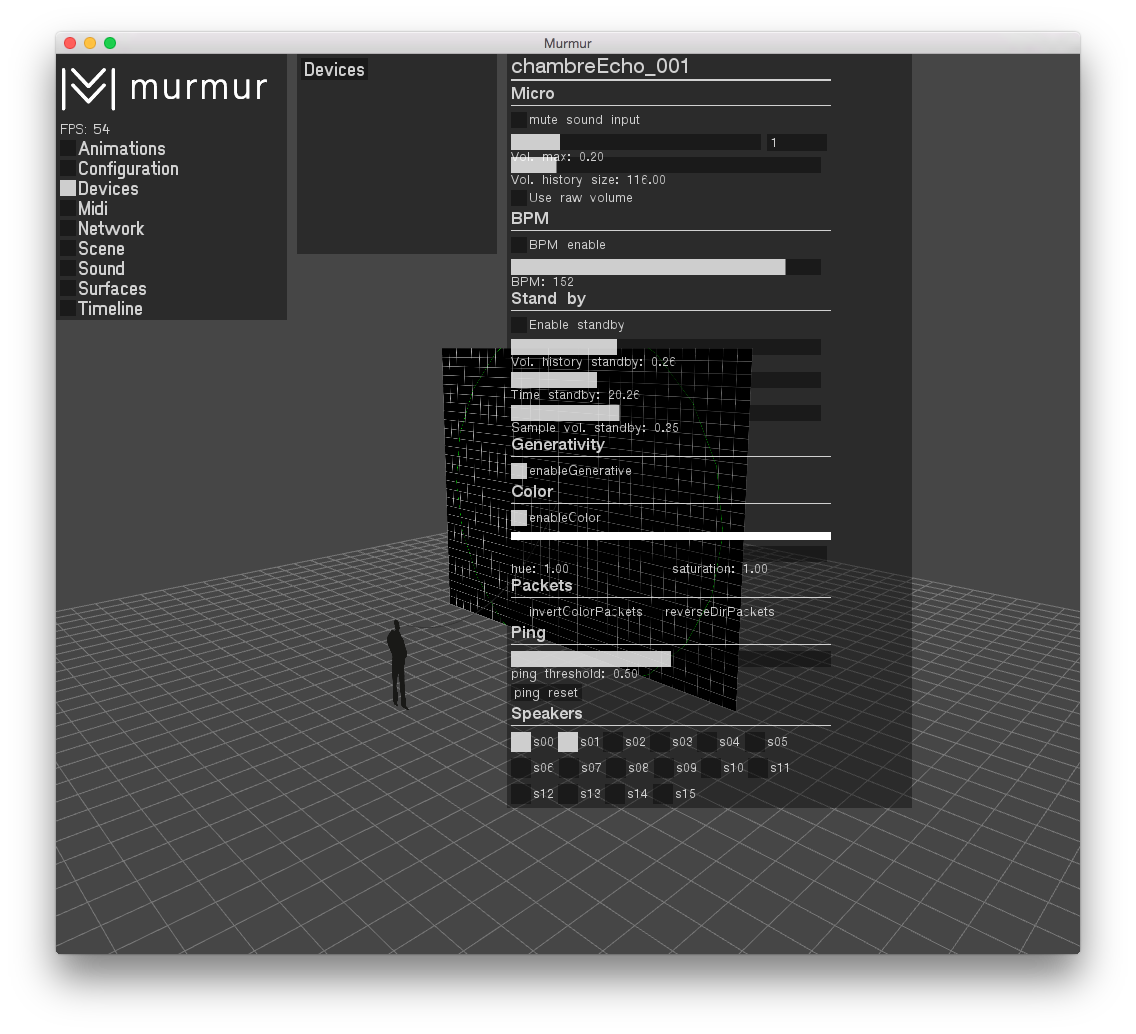 Murmur
murmur
FPS: 54
Animations
Configuration
Devices
Midi
Network
Scene
Sound
Surfaces
Timeline
Devices
chambreEcho_001
Micro
mute sound input
1
Vol. max: 0.20
Vol. history size: 116.00
Use raw volume
BPM
BPM enable
BPM: 152
Stand by
Enable standby
Vol. history standby: 0.26
Time standby: 20.26
Sample vol. standby: 0.35
Generativity
enableGenerative
Color
enableColor
hue: 1.00 saturation: 1.00
Packets
invertColorPackets reverseDirPackets
Ping
ping threshold: 0.50
ping reset
Speakers
s00 s01 s02 s03 s04 s05
s06 s07 s08 s09 s10 s11
s12 s13 s14 s15